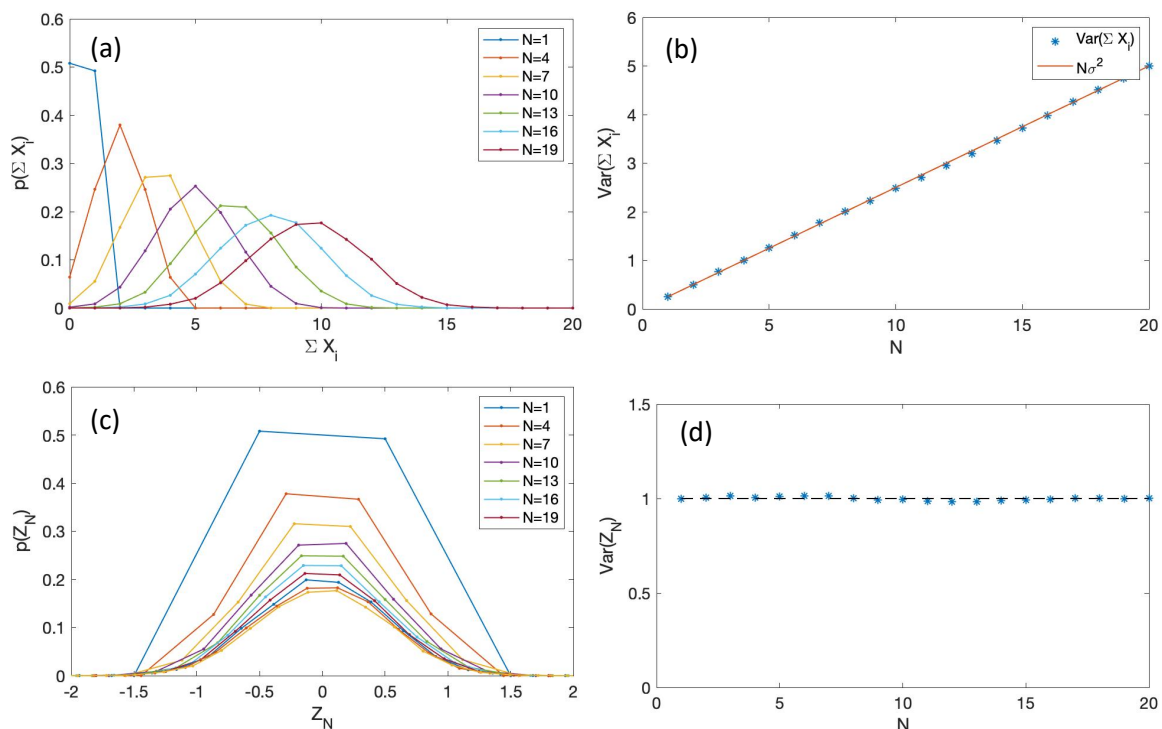 (a)
0.6
0.5
0.4
0.3
0.2
0.1
0
p(Σ X_i)
0 5 10 15 20
Σ X_i
N=1
N=4
N=7
N=10
N=13
N=16
N=19
(b)
6
5
4
3
2
1
0
Var(Σ X_i)
0 5 10 15 20
N
Var(Σ X_i)
Nσ²
(c)
0.6
0.5
0.4
0.3
0.2
0.1
0
p(Z_N)
-2 -1.5 -1 -0.5 0 0.5 1 1.5 2
Z_N
N=1
N=4
N=7
N=10
N=13
N=16
N=19
(d)
1.5
1
0.5
0
Var(Z_N)
0 5 10 15 20
N